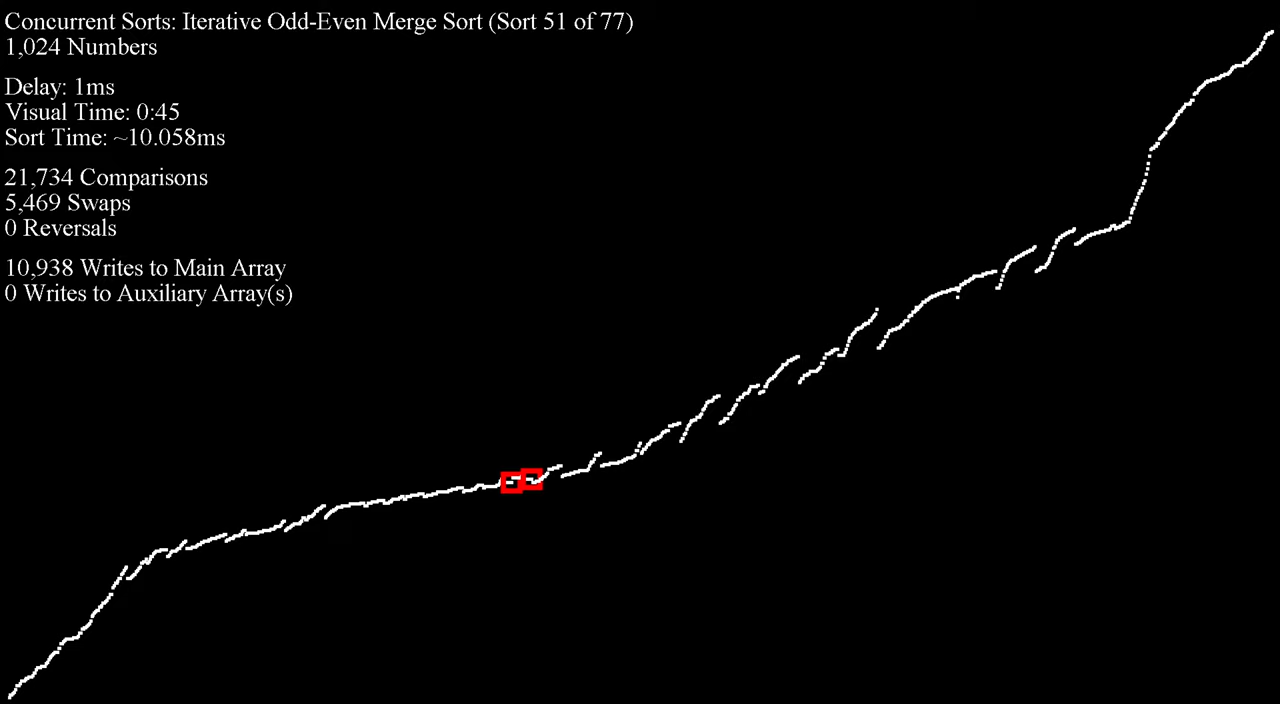 Concurrent Sorts: Iterative Odd-Even Merge Sort (Sort 51 of 77)
1,024 Numbers
Delay: 1ms
Visual Time: 0:45
Sort Time: ~10.058ms
21,734 Comparisons
5,469 Swaps
0 Reversals
10,938 Writes to Main Array
0 Writes to Auxiliary Array(s)